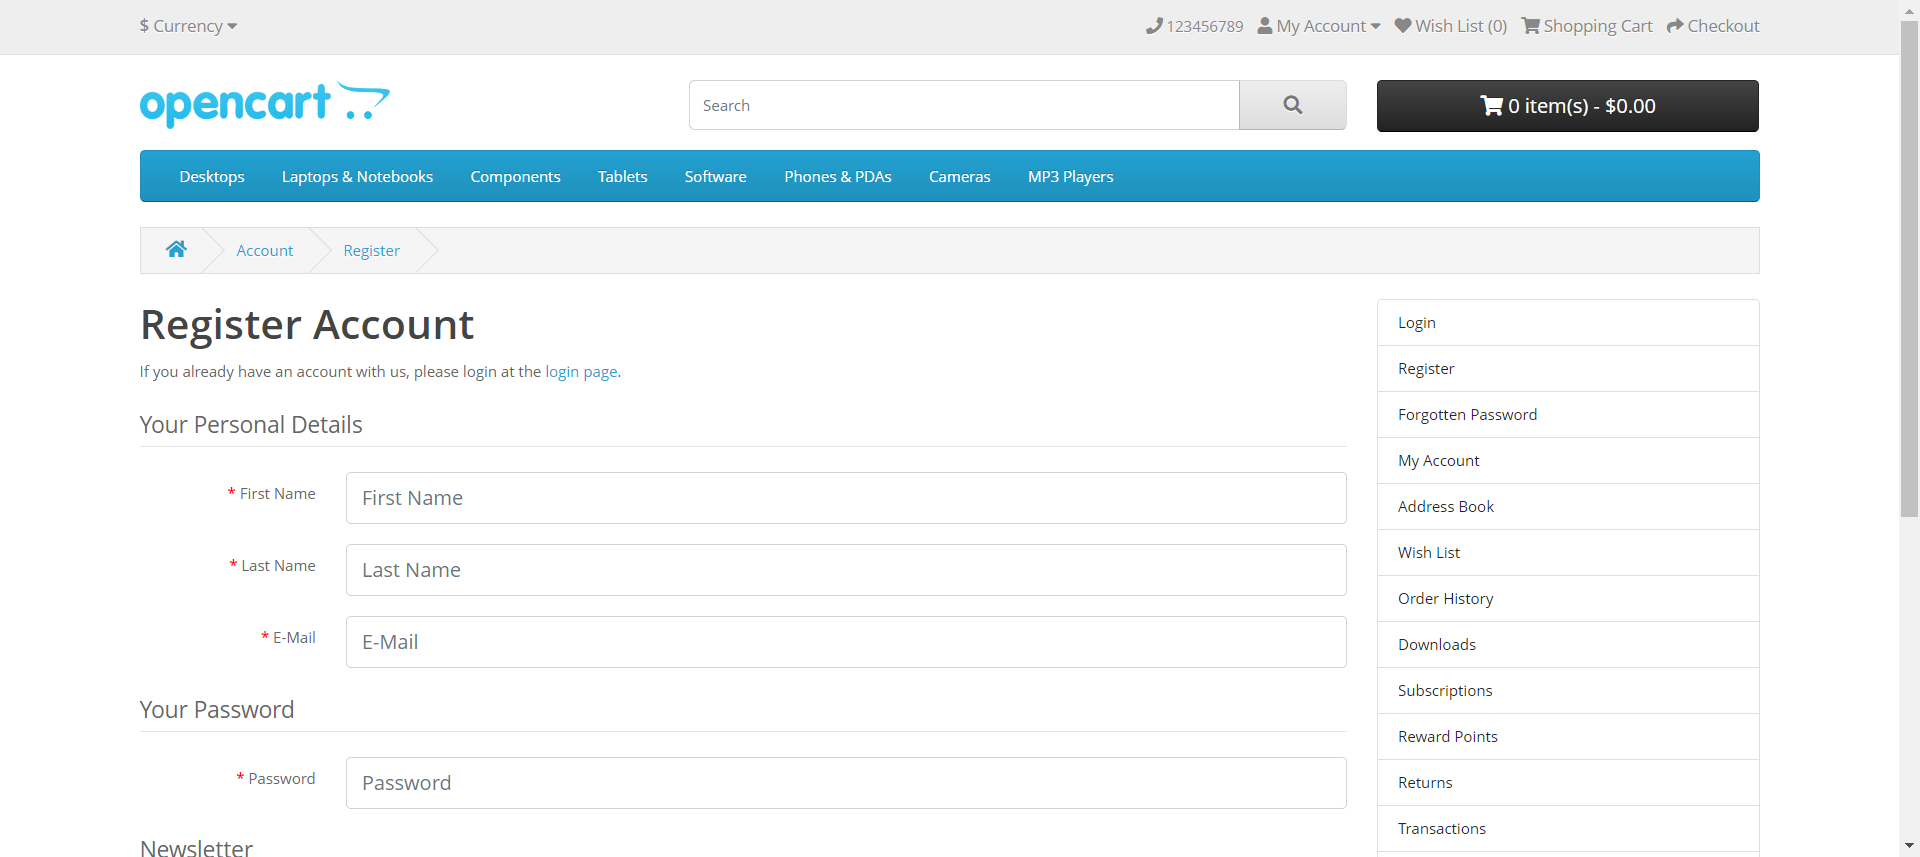 $ Currency
123456789 My Account Wish List (0) Shopping Cart Checkout
opencart
Search
0 item(s) - $0.00
Desktops Laptops & Notebooks Components Tablets Software Phones & PDAs Cameras MP3 Players
Account Register
Register Account
If you already have an account with us, please login at the login page.
Your Personal Details
* First Name
First Name
* Last Name
Last Name
* E-Mail
E-Mail
Your Password
* Password
Password
Newsletter
Login
Register
Forgotten Password
My Account
Address Book
Wish List
Order History
Downloads
Subscriptions
Reward Points
Returns
Transactions